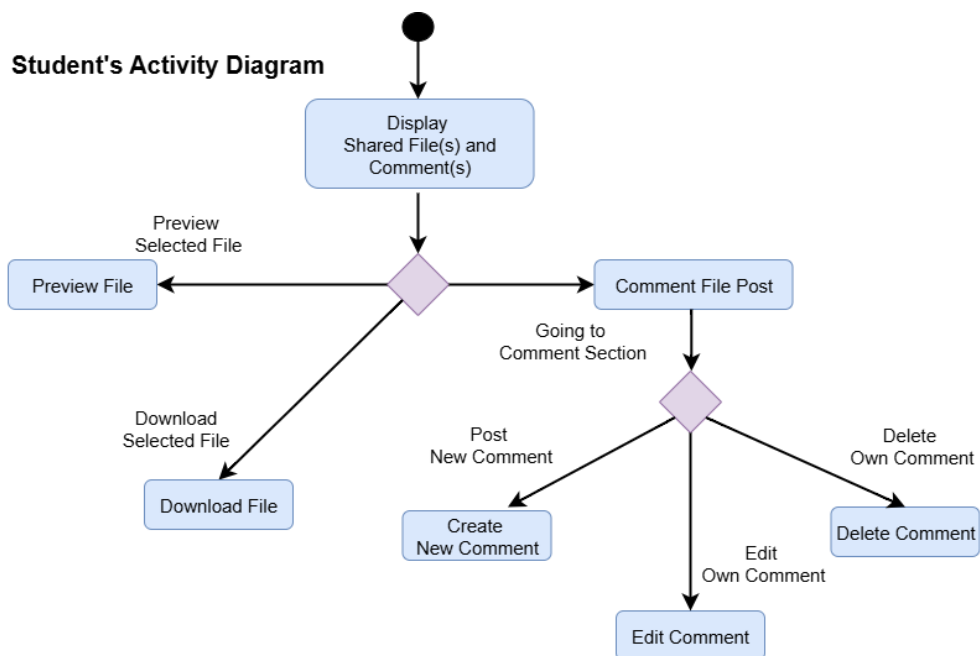 Student's Activity Diagram
Display
Shared File(s) and
Comment(s)
Preview
Selected File
Preview File
Comment File Post
Going to
Comment Section
Download
Selected File
Download File
Post
New Comment
Create
New Comment
Delete
Own Comment
Delete Comment
Edit
Own Comment
Edit Comment